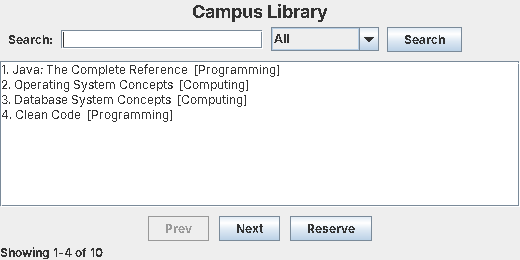 Campus Library
Search: All Search
1. Java: The Complete Reference [Programming]
2. Operating System Concepts [Computing]
3. Database System Concepts [Computing]
4. Clean Code [Programming]
Prev Next Reserve
Showing 1-4 of 10